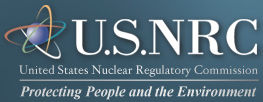 U.S.NRC
United States Nuclear Regulatory Commission
Protecting People and the Environment